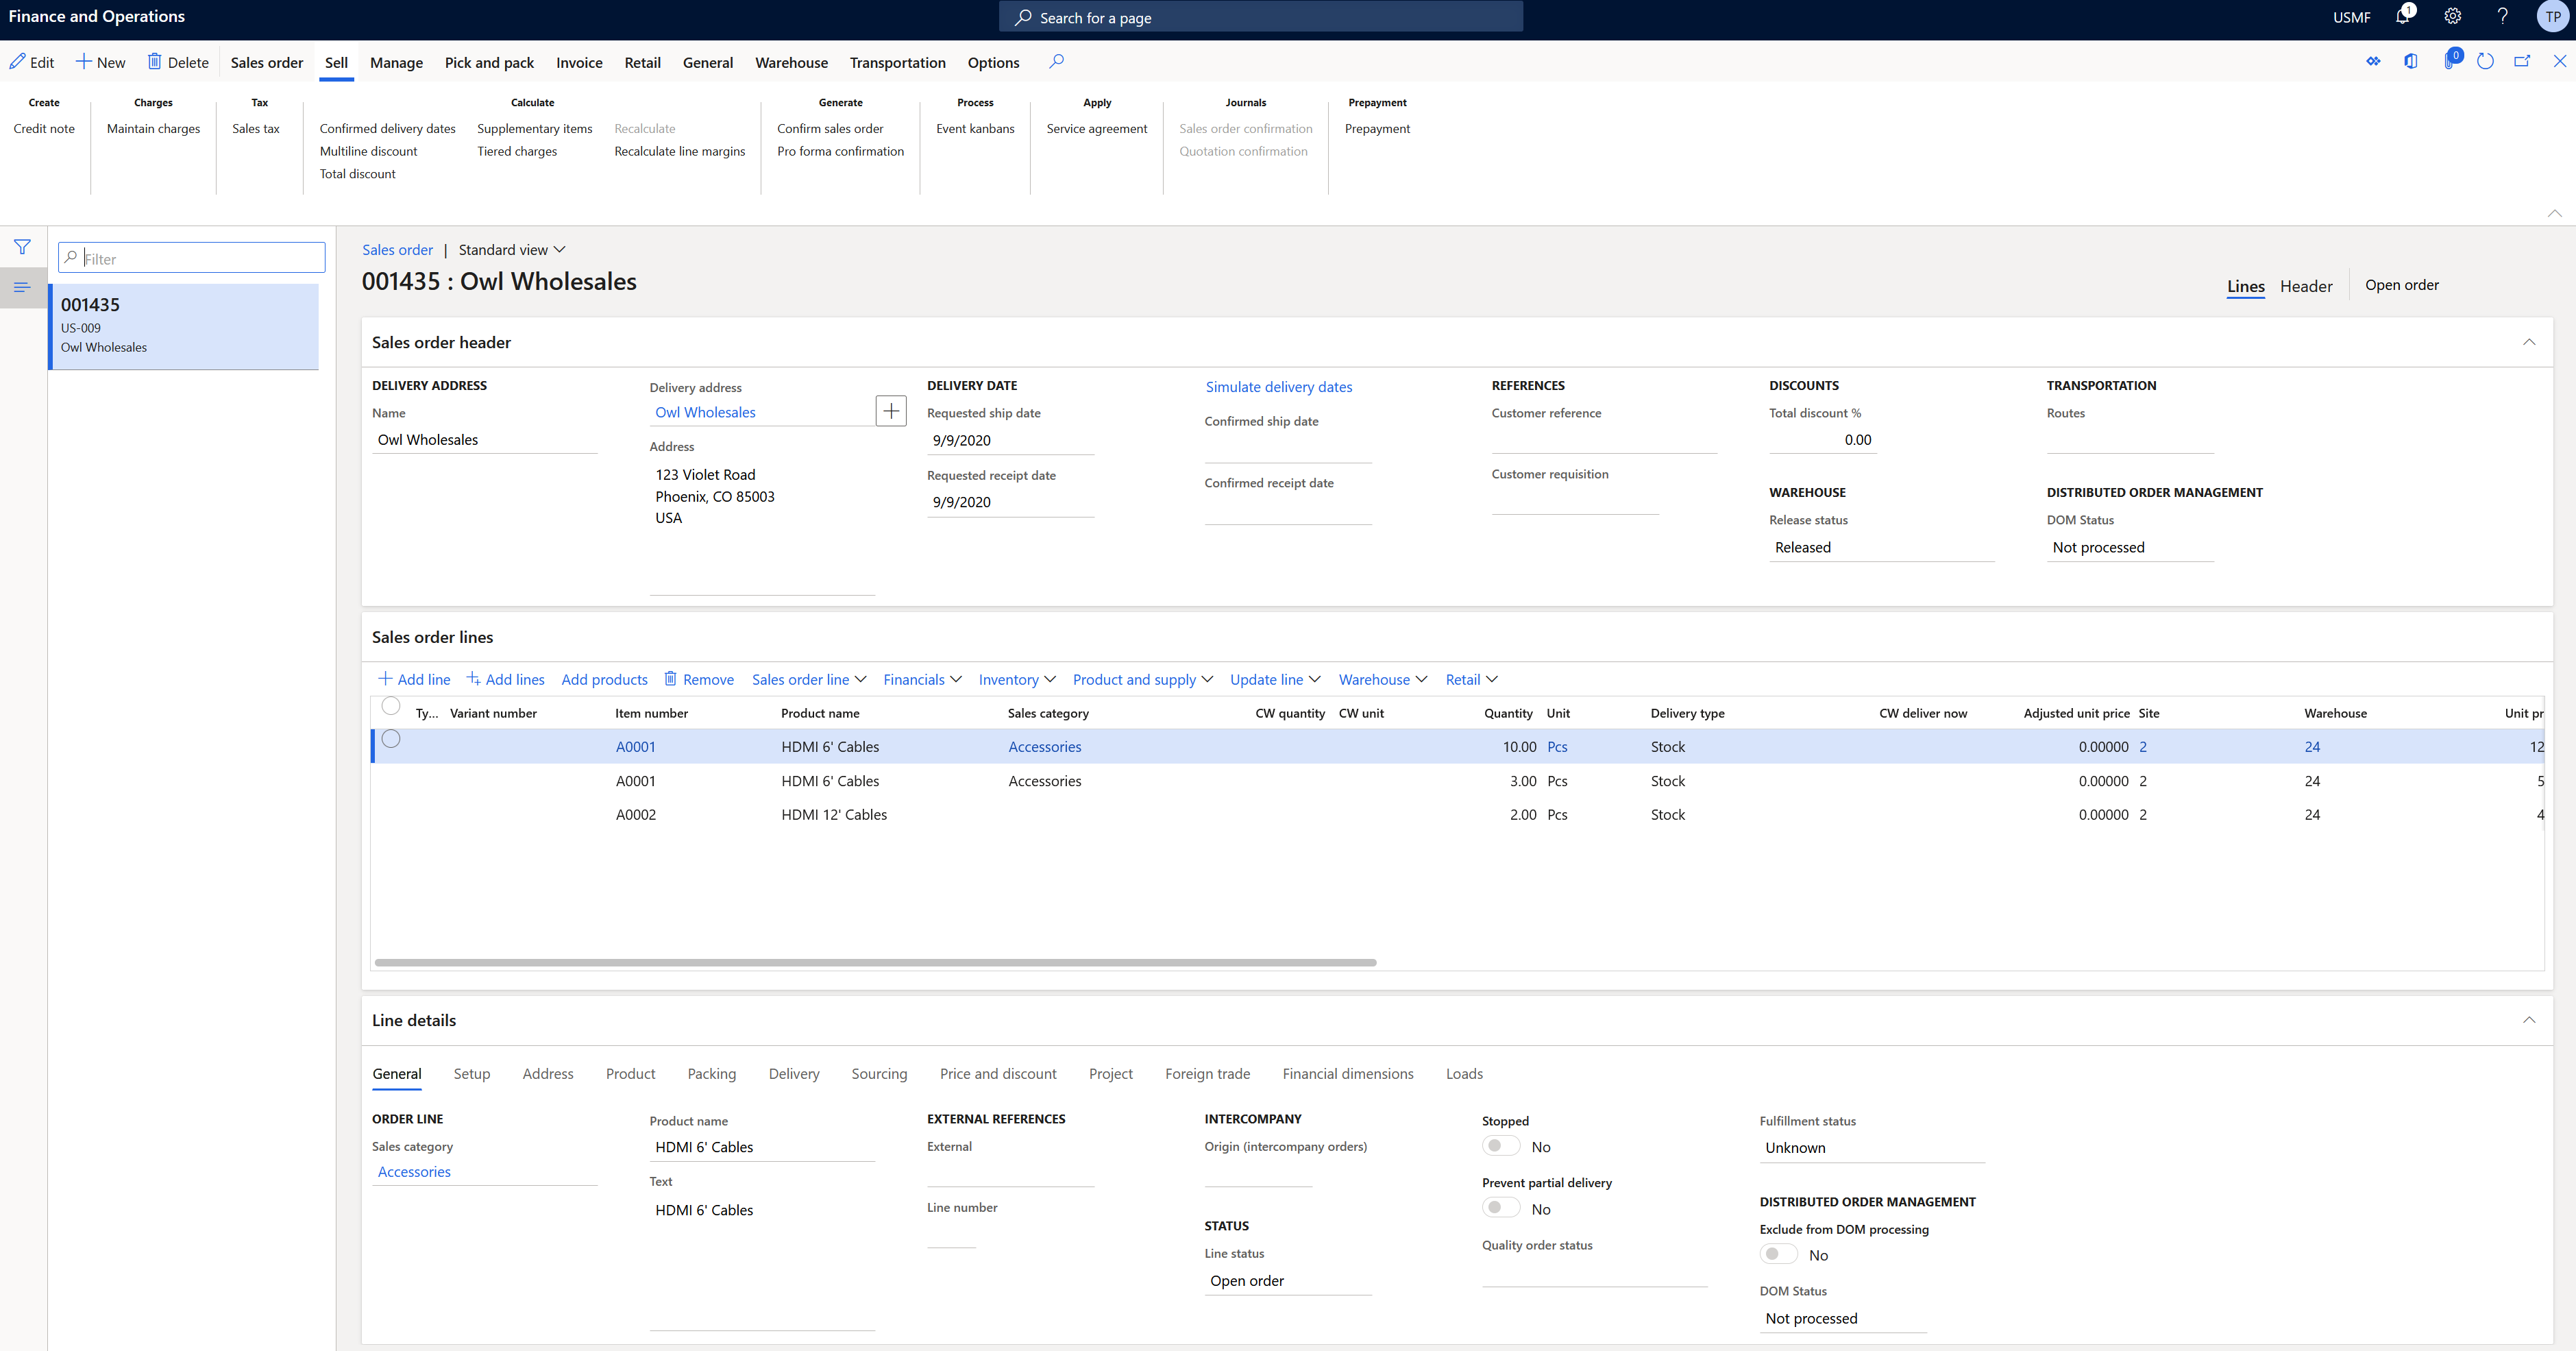 Finance and Operations
Search for a page
USMF
1
TP
Edit
New
Delete
Sales order
Sell
Manage
Pick and pack
Invoice
Retail
General
Warehouse
Transportation
Options
0
Create
Credit note
Charges
Maintain charges
Tax
Sales tax
Calculate
Confirmed delivery dates
Multiline discount
Total discount
Supplementary items
Tiered charges
Recalculate
Recalculate line margins
Generate
Confirm sales order
Pro forma confirmation
Process
Event kanbans
Apply
Service agreement
Journals
Sales order confirmation
Quotation confirmation
Prepayment
Prepayment
Filter
001435
US-009
Owl Wholesales
Sales order | Standard view
001435 : Owl Wholesales
Lines
Header
Open order
Sales order header
DELIVERY ADDRESS
Name
Owl Wholesales
Delivery address
Owl Wholesales
Address
123 Violet Road
Phoenix, CO 85003
USA
DELIVERY DATE
Requested ship date
9/9/2020
Requested receipt date
9/9/2020
Simulate delivery dates
Confirmed ship date
Confirmed receipt date
REFERENCES
Customer reference
Customer requisition
DISCOUNTS
Total discount %
0.00
WAREHOUSE
Release status
Released
TRANSPORTATION
Routes
DISTRIBUTED ORDER MANAGEMENT
DOM Status
Not processed
Sales order lines
Add line
Add lines
Add products
Remove
Sales order line
Financials
Inventory
Product and supply
Update line
Warehouse
Retail
Ty... Variant number Item number Product name Sales category CW quantity CW unit Quantity Unit Delivery type CW deliver now Adjusted unit price Site Warehouse Unit pr
A0001 HDMI 6' Cables Accessories 10.00 Pcs Stock 0.00000 2 24 12
A0001 HDMI 6' Cables Accessories 3.00 Pcs Stock 0.00000 2 24 5
A0002 HDMI 12' Cables 2.00 Pcs Stock 0.00000 2 24 4
Line details
General
Setup
Address
Product
Packing
Delivery
Sourcing
Price and discount
Project
Foreign trade
Financial dimensions
Loads
ORDER LINE
Sales category
Accessories
Product name
HDMI 6' Cables
Text
HDMI 6' Cables
EXTERNAL REFERENCES
External
Line number
INTERCOMPANY
Origin (intercompany orders)
STATUS
Line status
Open order
Stopped
No
Prevent partial delivery
No
Quality order status
Fulfillment status
Unknown
DISTRIBUTED ORDER MANAGEMENT
Exclude from DOM processing
No
DOM Status
Not processed